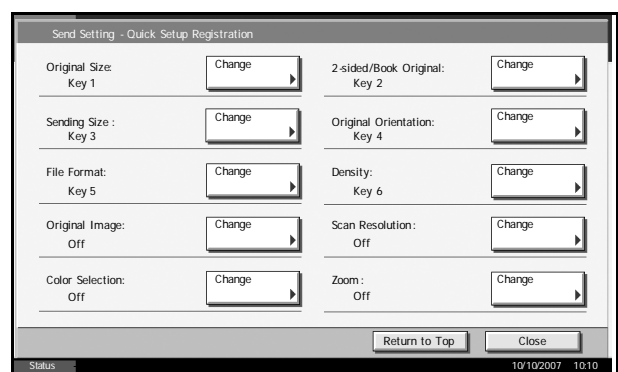 Send Setting - Quick Setup Registration
Original Size:
Key 1
Change
2-sided/Book Original:
Key 2
Change
Sending Size :
Key 3
Change
Original Orientation:
Key 4
Change
File Format:
Key 5
Change
Density:
Key 6
Change
Original Image:
Off
Change
Scan Resolution:
Off
Change
Color Selection:
Off
Change
Zoom :
Off
Change
Return to Top
Close
Status
10/10/2007 10:10